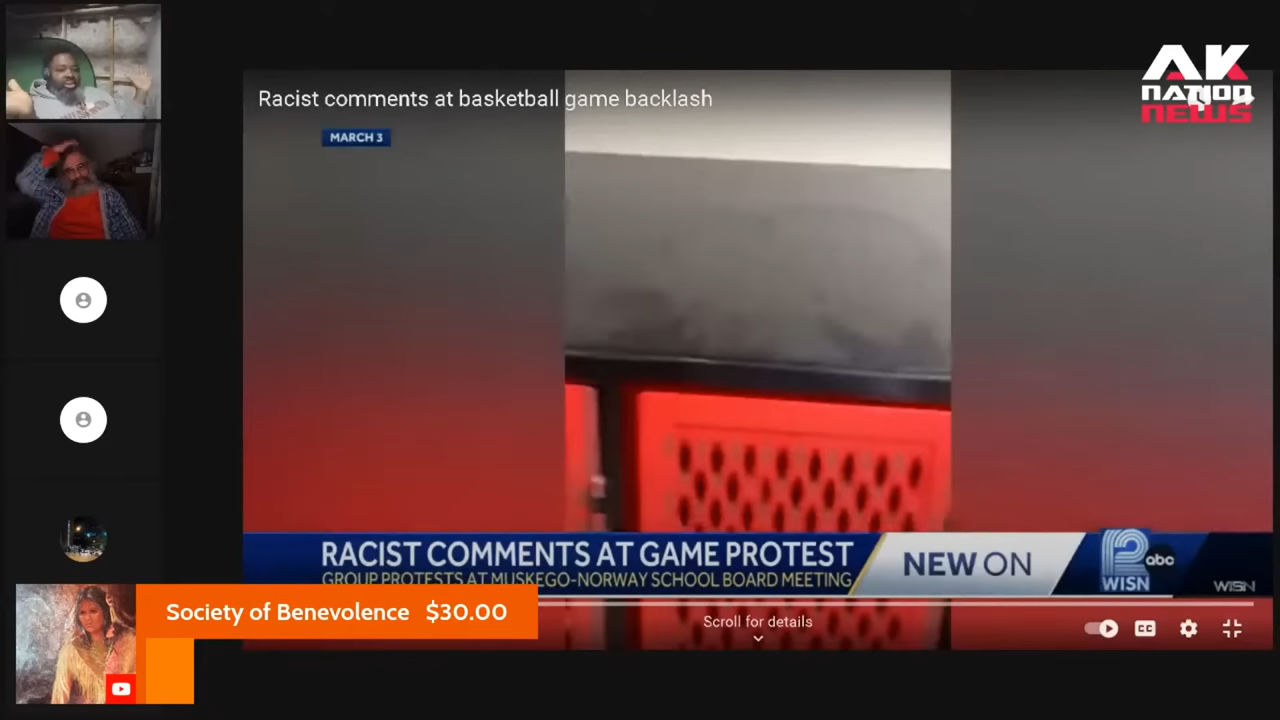 Racist comments at basketball game backlash
MARCH 3
AK
NATION
NEWS
RACIST COMMENTS AT GAME PROTEST
GROUP PROTESTS AT MUSKEGO-NORWAY SCHOOL BOARD MEETING
NEW ON
12
WISN
abc
WISN
Society of Benevolence $30.00
Scroll for details
CC